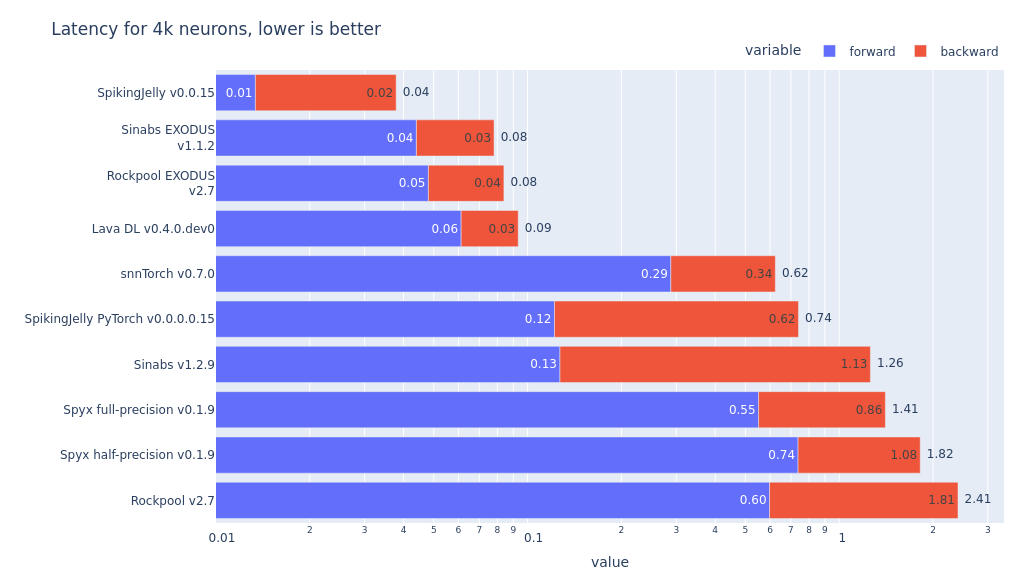 Latency for 4k neurons, lower is better
variable forward backward
SpikingJelly v0.0.15 0.01 0.02 0.04
Sinabs EXODUS
v1.1.2 0.04 0.03 0.08
Rockpool EXODUS
v2.7 0.05 0.04 0.08
Lava DL v0.4.0.dev0 0.06 0.03 0.09
snnTorch v0.7.0 0.29 0.34 0.62
SpikingJelly PyTorch v0.0.0.0.15 0.12 0.62 0.74
Sinabs v1.2.9 0.13 1.13 1.26
Spyx full-precision v0.1.9 0.55 0.86 1.41
Spyx half-precision v0.1.9 0.74 1.08 1.82
Rockpool v2.7 0.60 1.81 2.41
0.01 2 3 4 5 6 7 8 9 0.1 2 3 4 5 6 7 8 9 1 2 3
value